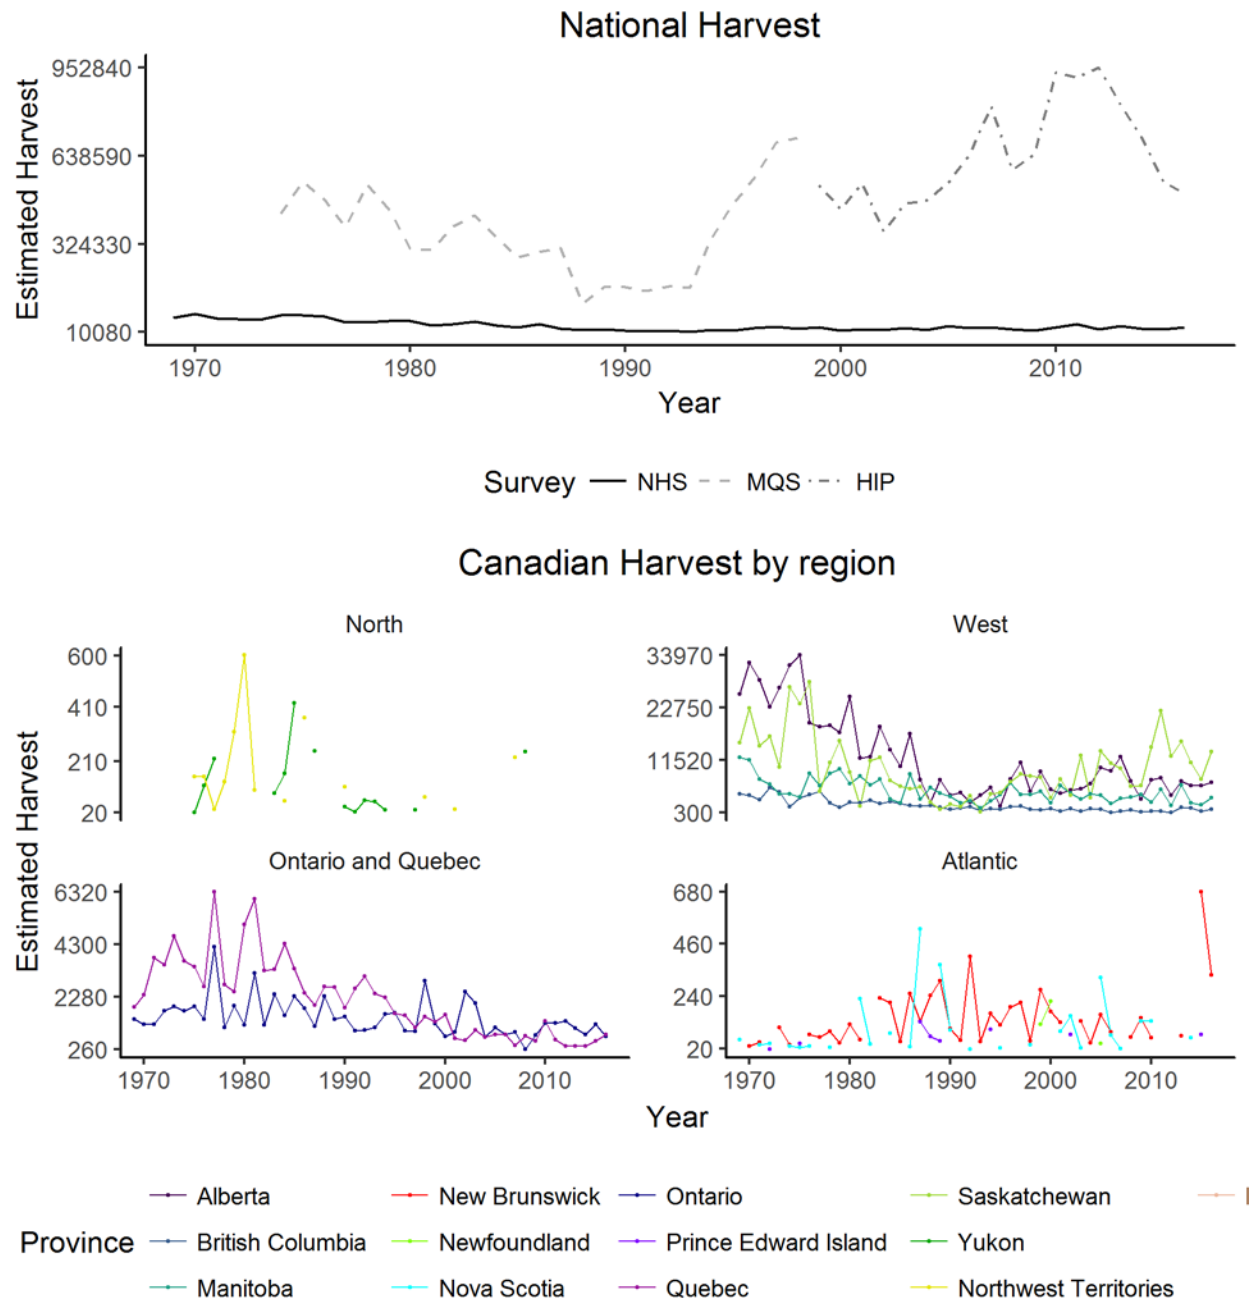 National Harvest
Estimated Harvest
952840
638590
324330
10080
1970 1980 1990 2000 2010
Year
Survey NHS MQS HIP
Canadian Harvest by region
North West
Estimated Harvest
600
410
210
20
33970
22750
11520
300
Ontario and Quebec Atlantic
6320
4300
2280
260
680
460
240
20
1970 1980 1990 2000 2010 1970 1980 1990 2000 2010
Year
Province
Alberta New Brunswick Ontario Saskatchewan
British Columbia Newfoundland Prince Edward Island Yukon
Manitoba Nova Scotia Quebec Northwest Territories